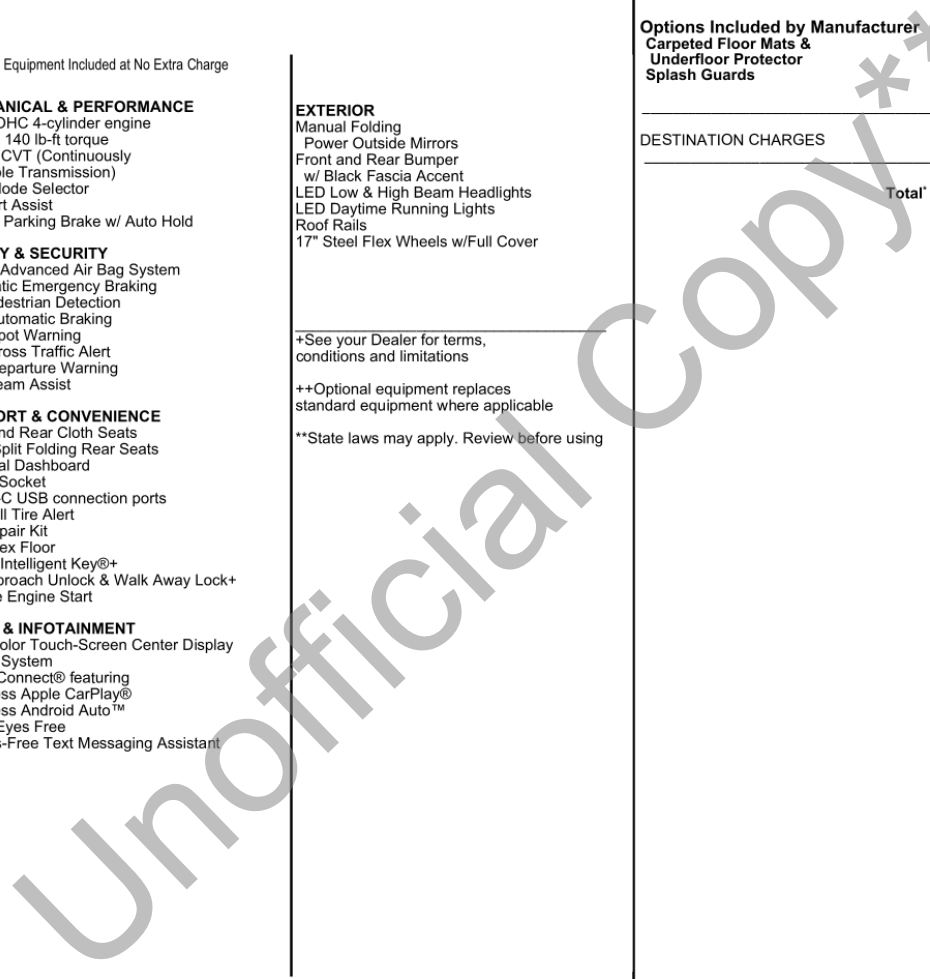 Equipment Included at No Extra Charge
ANICAL & PERFORMANCE
OHC 4-cylinder engine
140 lb-ft torque
CVT (Continuously
le Transmission)
ode Selector
rt Assist
Parking Brake w/ Auto Hold
Y & SECURITY
Advanced Air Bag System
tic Emergency Braking
destrian Detection
utomatic Braking
pot Warning
ross Traffic Alert
eparture Warning
eam Assist
ORT & CONVENIENCE
nd Rear Cloth Seats
Split Folding Rear Seats
al Dashboard
Socket
-C USB connection ports
ll Tire Alert
pair Kit
ex Floor
Intelligent Key®+
proach Unlock & Walk Away Lock+
e Engine Start
& INFOTAINMENT
olor Touch-Screen Center Display
System
Connect® featuring
ess Apple CarPlay®
ess Android Auto™
Eyes Free
s-Free Text Messaging Assistant
EXTERIOR
Manual Folding
Power Outside Mirrors
Front and Rear Bumper
w/ Black Fascia Accent
LED Low & High Beam Headlights
LED Daytime Running Lights
Roof Rails
17" Steel Flex Wheels w/Full Cover
+See your Dealer for terms,
conditions and limitations
++Optional equipment replaces
standard equipment where applicable
**State laws may apply. Review before using
Options Included by Manufacturer
Carpeted Floor Mats &
Underfloor Protector
Splash Guards
DESTINATION CHARGES
Total*
Unofficial Copy**